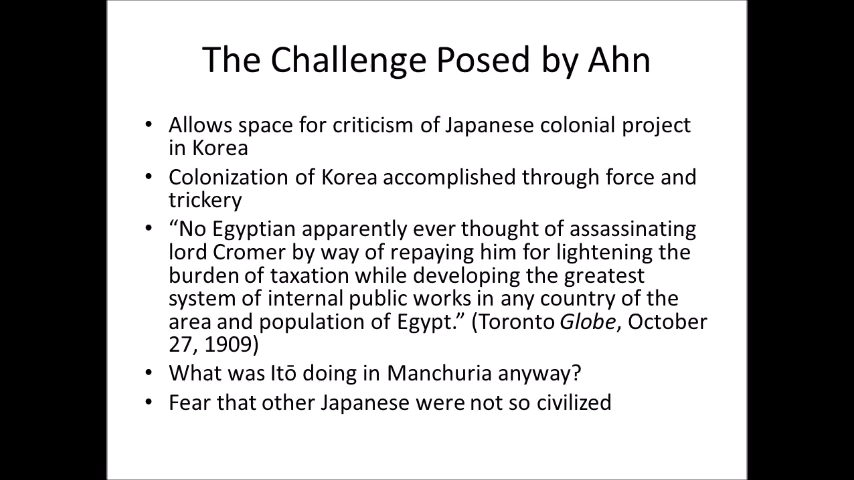 The Challenge Posed by Ahn
• Allows space for criticism of Japanese colonial project
in Korea
• Colonization of Korea accomplished through force and
trickery
• “No Egyptian apparently ever thought of assassinating
lord Cromer by way of repaying him for lightening the
burden of taxation while developing the greatest
system of internal public works in any country of the
area and population of Egypt.” (Toronto Globe, October
27, 1909)
• What was Itō doing in Manchuria anyway?
• Fear that other Japanese were not so civilized